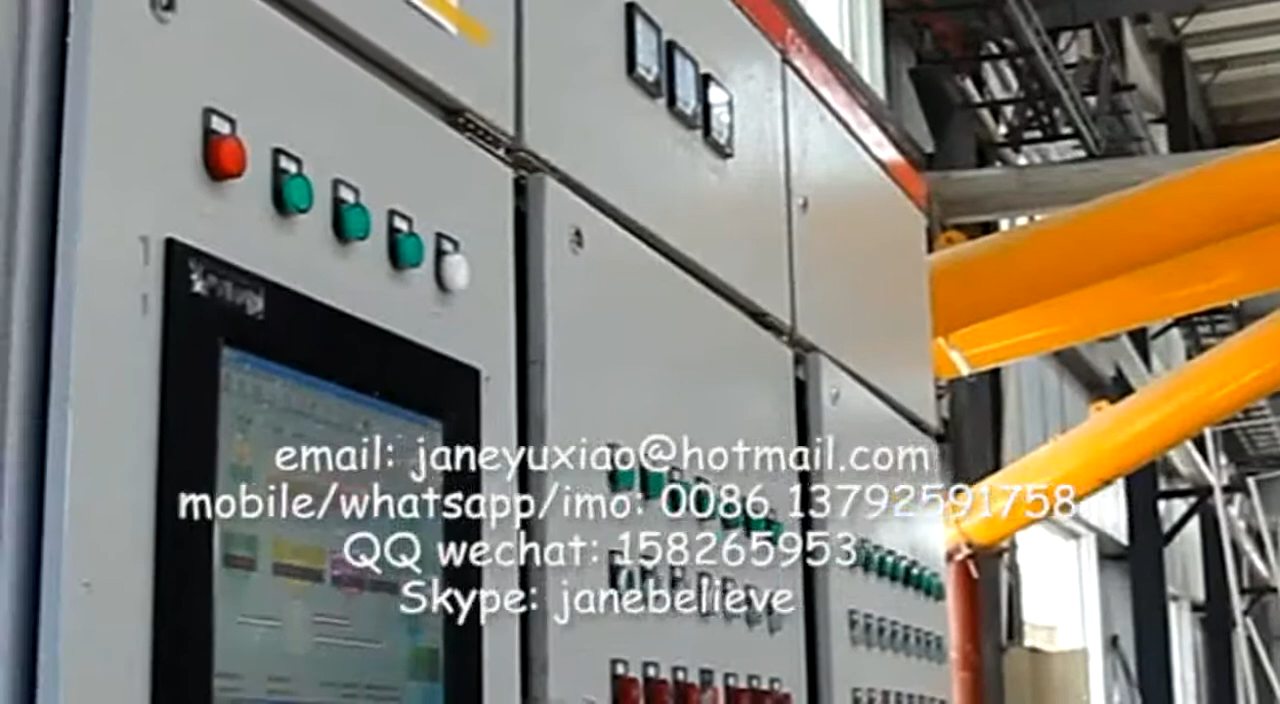 email: janeyuxiao@hotmail.com
mobile/whatsapp/imo: 0086 13792591758
QQ wechat: 158265953
Skype: janebelieve